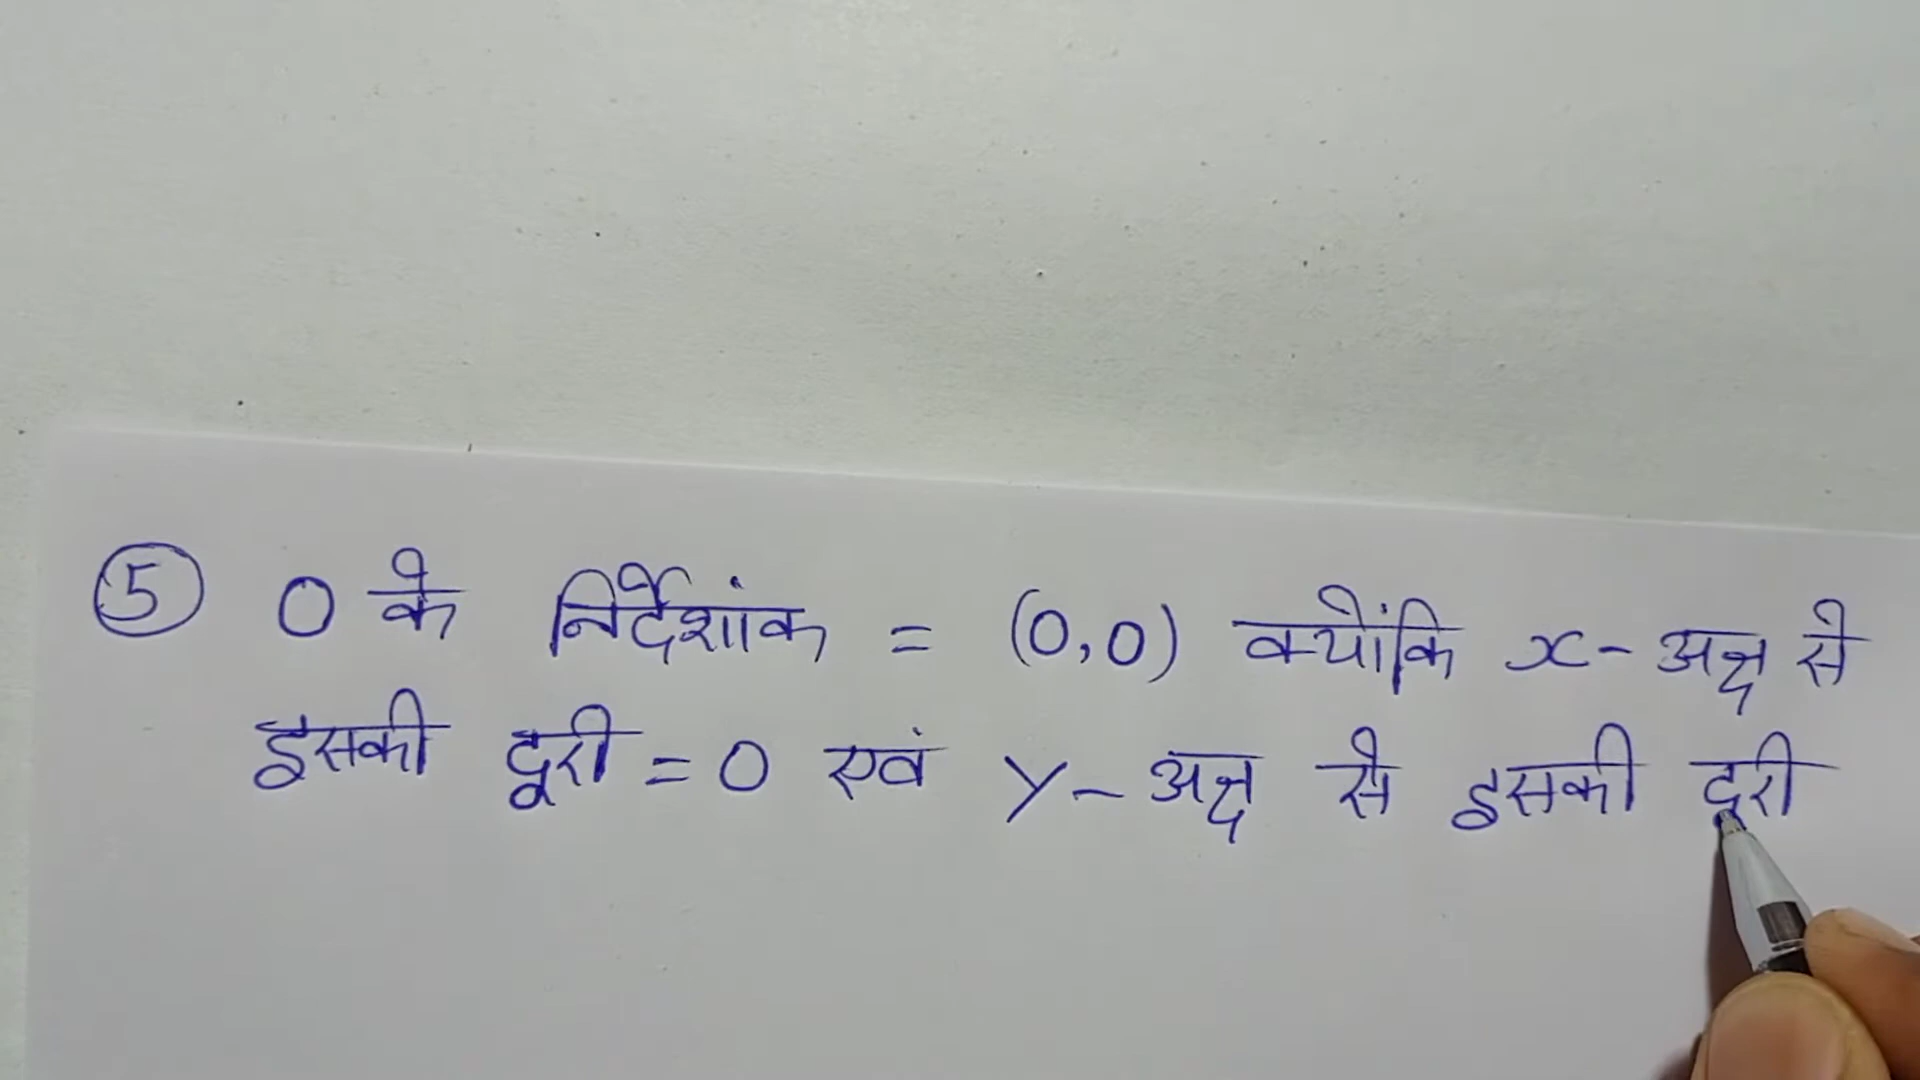 ⑤ O के निर्देशांक = (0,0) क्योंकि x- अक्ष से
इसकी दूरी = 0 एवं y- अक्ष से इसकी दूरी